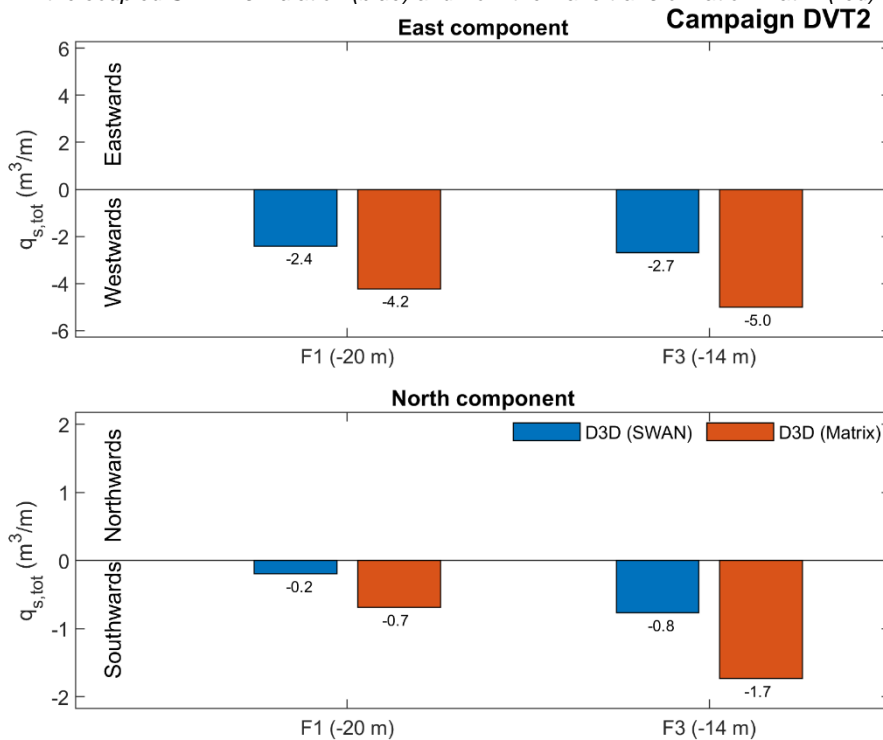 East component
Campaign DVT2
6
4
2
0
-2
-4
-6
q_s,tot (m^3/m)
Eastwards
Westwards
-2.4
-4.2
-2.7
-5.0
F1 (-20 m)
F3 (-14 m)
North component
D3D (SWAN)
D3D (Matrix)
2
1
0
-1
-2
q_s,tot (m^3/m)
Northwards
Southwards
-0.2
-0.7
-0.8
-1.7
F1 (-20 m)
F3 (-14 m)